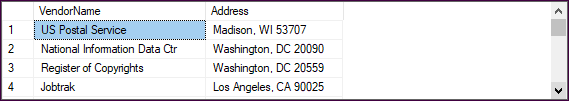 VendorName Address
1 US Postal Service Madison, WI 53707
2 National Information Data Ctr Washington, DC 20090
3 Register of Copyrights Washington, DC 20559
4 Jobtrak Los Angeles, CA 90025